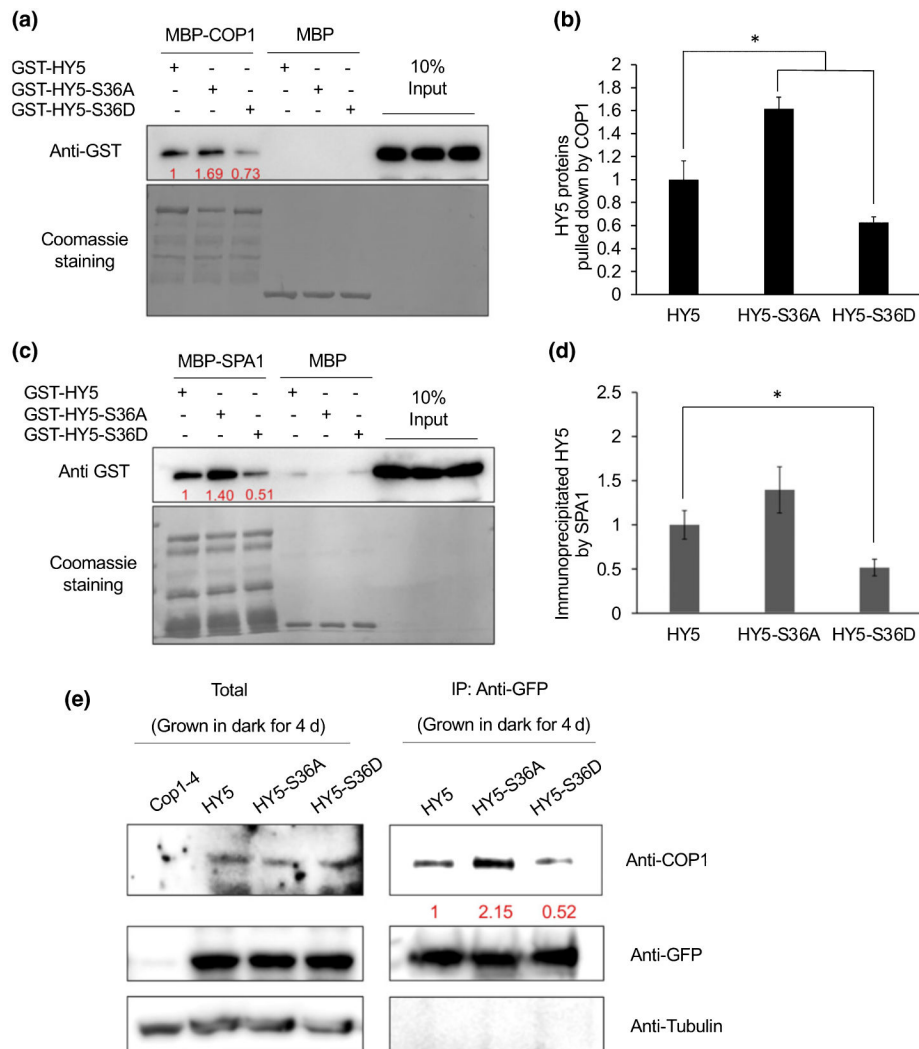 (a)
MBP-COP1 MBP
GST-HY5 + - - + - - 10%
GST-HY5-S36A - + - - + - Input
GST-HY5-S36D - - + - - +
Anti-GST
1 1.69 0.73
Coomassie
staining
(b)
*
HY5 proteins
pulled down by COP1
2
1.8
1.6
1.4
1.2
1
0.8
0.6
0.4
0.2
0
HY5 HY5-S36A HY5-S36D
(c)
MBP-SPA1 MBP
GST-HY5 + - - + - - 10%
GST-HY5-S36A - + - - + - Input
GST-HY5-S36D - - + - - +
Anti GST
1 1.40 0.51
Coomassie
staining
(d)
*
Immunoprecipitated HY5
by SPA1
2.5
2
1.5
1
0.5
0
HY5 HY5-S36A HY5-S36D
(e)
Total IP: Anti-GFP
(Grown in dark for 4 d) (Grown in dark for 4 d)
Cop1-4 HY5 HY5-S36A HY5-S36D HY5 HY5-S36A HY5-S36D
Anti-COP1
1 2.15 0.52
Anti-GFP
Anti-Tubulin